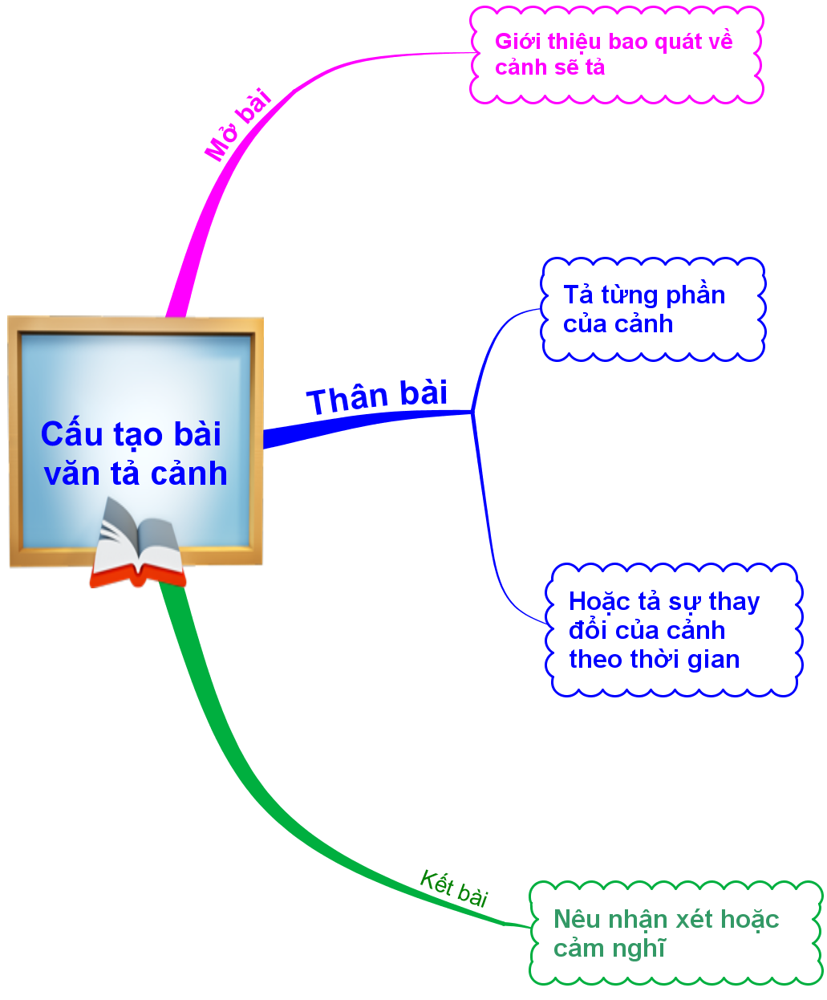 Mở bài
Giới thiệu bao quát về
cảnh sẽ tả
Cấu tạo bài
văn tả cảnh
Thân bài
Tả từng phần
của cảnh
Hoặc tả sự thay
đổi của cảnh
theo thời gian
Kết bài
Nêu nhận xét hoặc
cảm nghĩ